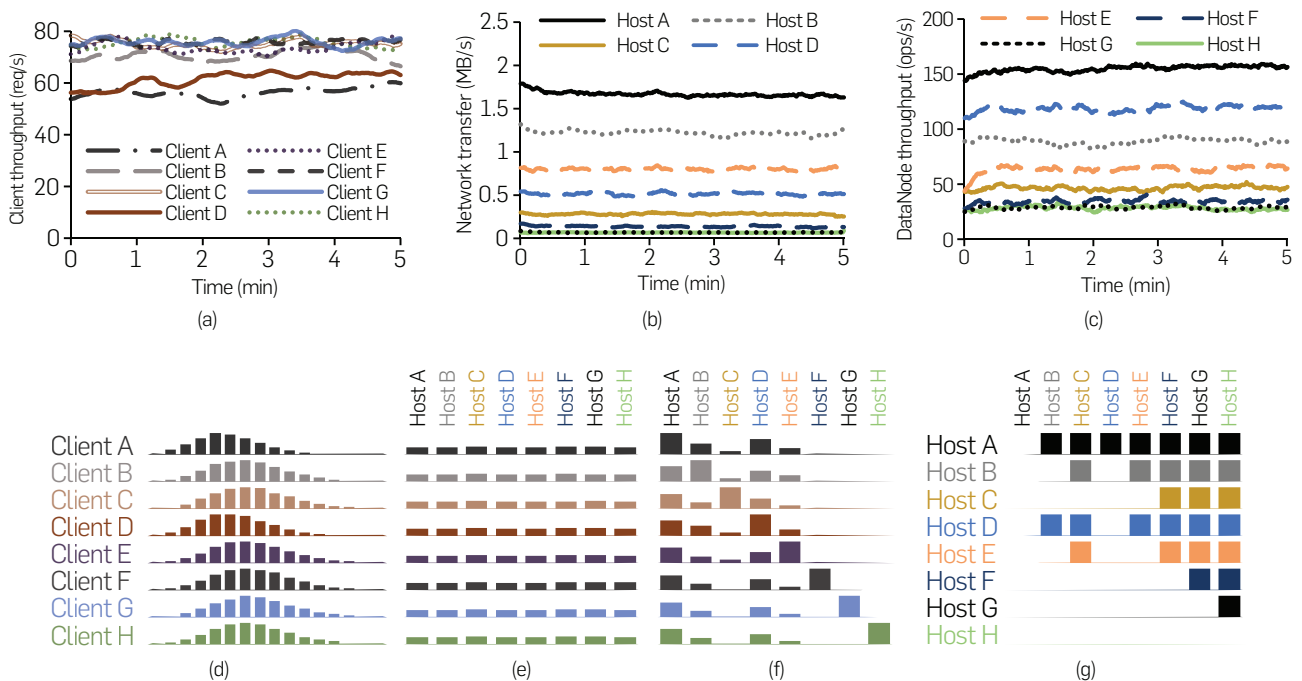 Client throughput (req/s)
80
60
40
20
0
Client A
Client B
Client C
Client D
Client E
Client F
Client G
Client H
0 1 2 3 4 5
Time (min)
(a)
Network transfer (MB/s)
2.5
2
1.5
1
0.5
0
Host A
Host B
Host C
Host D
0 1 2 3 4 5
Time (min)
(b)
DataNode throughput (ops/s)
200
150
100
50
0
Host E
Host F
Host G
Host H
0 1 2 3 4 5
Time (min)
(c)
Client A
Client B
Client C
Client D
Client E
Client F
Client G
Client H
(d)
Host A
Host B
Host C
Host D
Host E
Host F
Host G
Host H
(e)
Host A
Host B
Host C
Host D
Host E
Host F
Host G
Host H
(f)
Host A
Host B
Host C
Host D
Host E
Host F
Host G
Host H
Host A
Host B
Host C
Host D
Host E
Host F
Host G
Host H
(g)